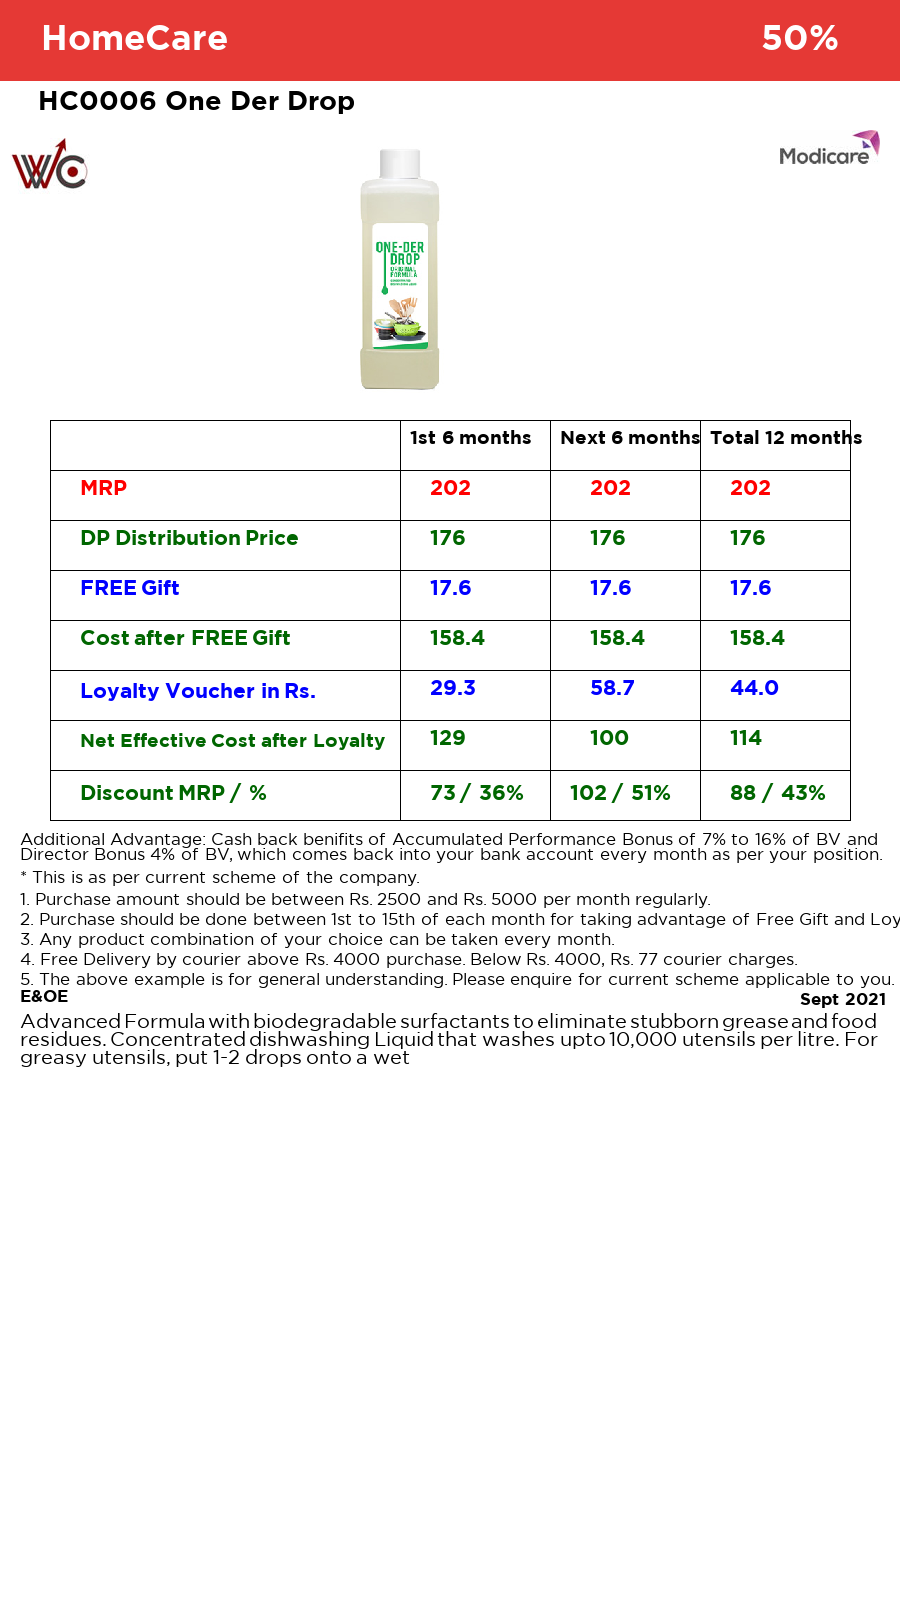 HomeCare 50%
HC0006 One Der Drop
WC
Modicare
ONE-DER
DROP
ORIGINAL
FORMULA
1st 6 months Next 6 months Total 12 months
MRP 202 202 202
DP Distribution Price 176 176 176
FREE Gift 17.6 17.6 17.6
Cost after FREE Gift 158.4 158.4 158.4
Loyalty Voucher in Rs. 29.3 58.7 44.0
Net Effective Cost after Loyalty 129 100 114
Discount MRP / % 73 / 36% 102 / 51% 88 / 43%
Additional Advantage: Cash back benifits of Accumulated Performance Bonus of 7% to 16% of BV and
Director Bonus 4% of BV, which comes back into your bank account every month as per your position.
* This is as per current scheme of the company.
1. Purchase amount should be between Rs. 2500 and Rs. 5000 per month regularly.
2. Purchase should be done between 1st to 15th of each month for taking advantage of Free Gift and Loy
3. Any product combination of your choice can be taken every month.
4. Free Delivery by courier above Rs. 4000 purchase. Below Rs. 4000, Rs. 77 courier charges.
5. The above example is for general understanding. Please enquire for current scheme applicable to you.
E&OE
Sept 2021
Advanced Formula with biodegradable surfactants to eliminate stubborn grease and food
residues. Concentrated dishwashing Liquid that washes upto 10,000 utensils per litre. For
greasy utensils, put 1-2 drops onto a wet